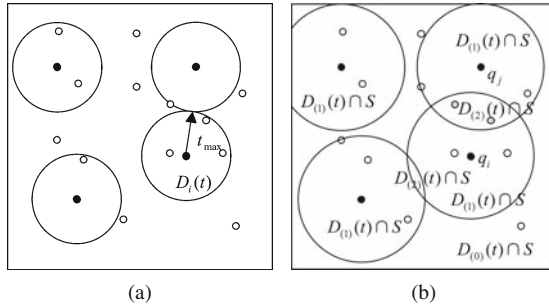 t_max
D_i(t)
(a)
D_(1)(t)∩S
q_j
D_(1)(t)∩S
D_(2)(t)∩S
q_i
D_(2)(t)∩S
D_(1)(t)∩S
D_(1)(t)∩S
D_(0)(t)∩S
(b)